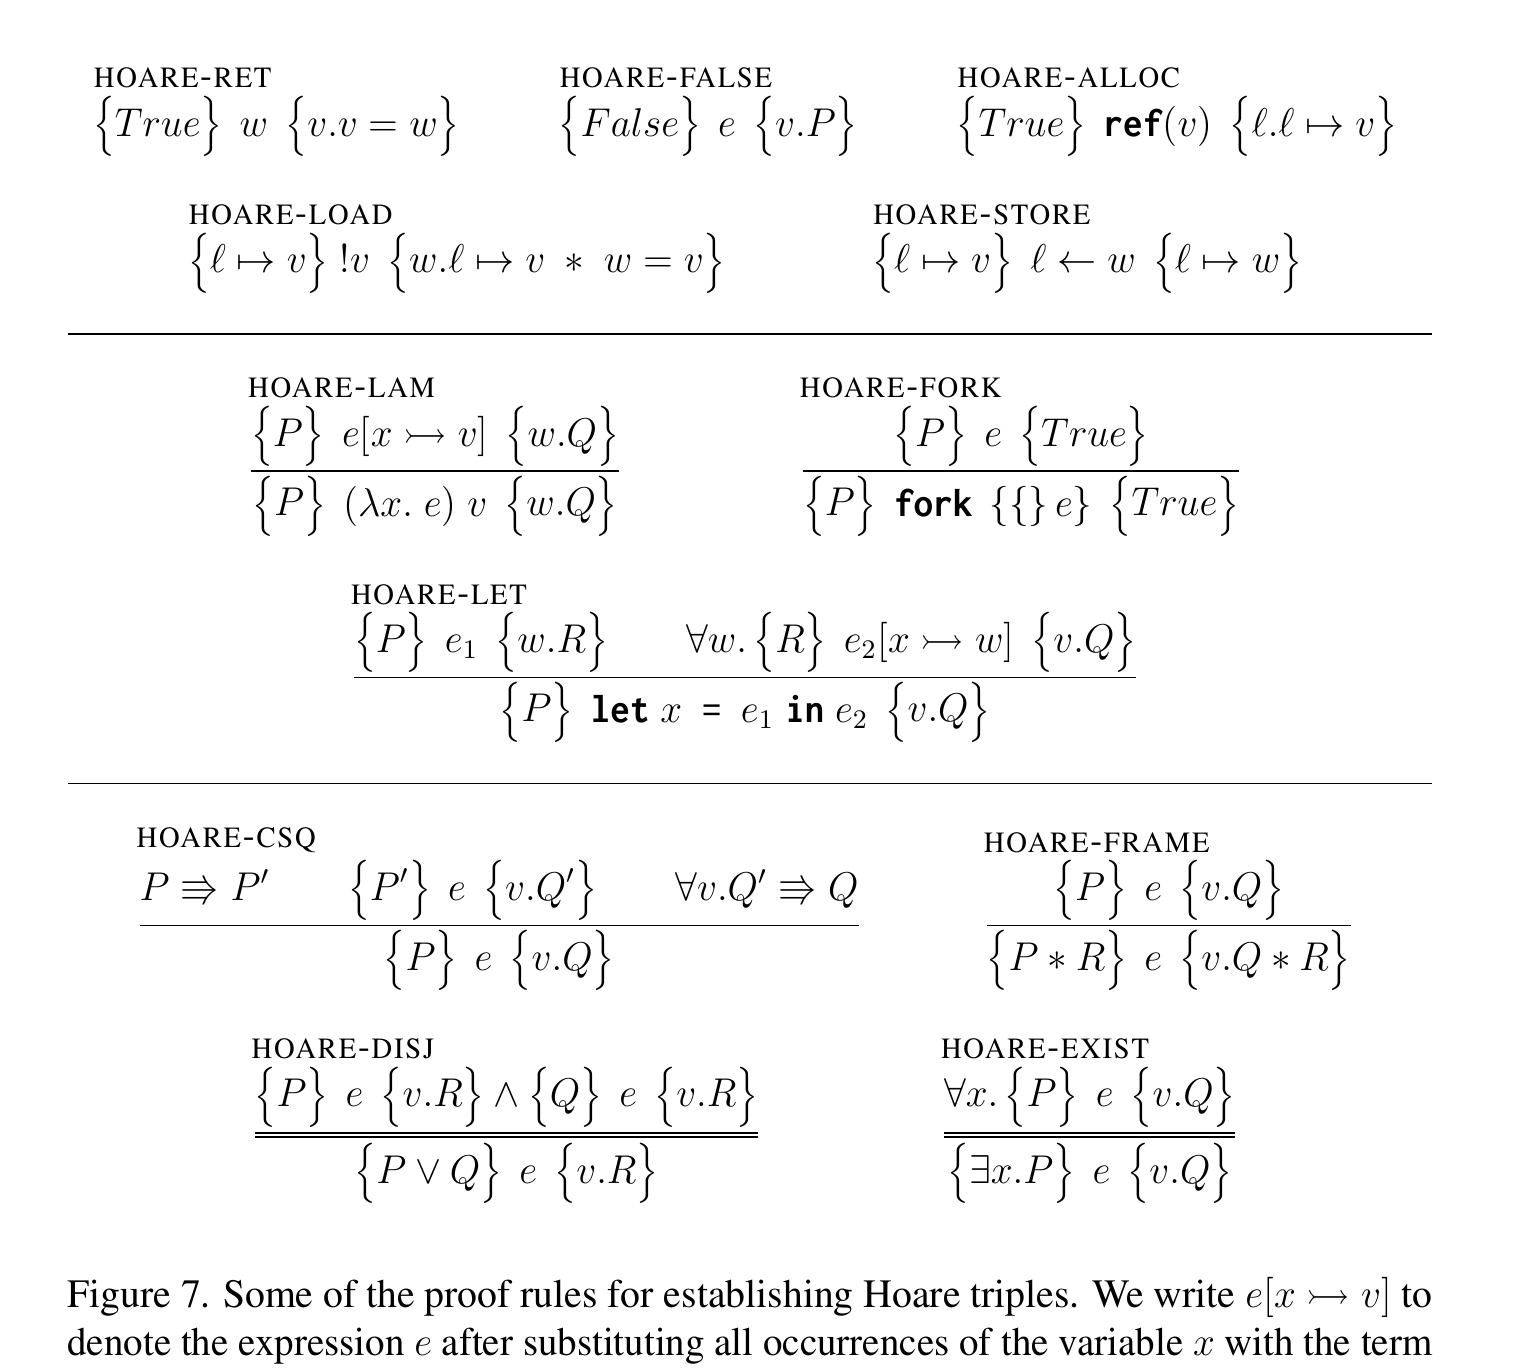 HOARE-RET HOARE-FALSE HOARE-ALLOC
{True} w {v.v = w} {False} e {v.P} {True} ref(v) {ℓ.ℓ ↦ v}
HOARE-LOAD HOARE-STORE
{ℓ ↦ v} !v {w.ℓ ↦ v ∗ w = v} {ℓ ↦ v} ℓ ← w {ℓ ↦ w}
HOARE-LAM HOARE-FORK
{P} e[x ↣ v] {w.Q} {P} e {True}
{P} (λx. e) v {w.Q} {P} fork {{} e} {True}
HOARE-LET
{P} e₁ {w.R} ∀w. {R} e₂[x ↣ w] {v.Q}
{P} let x = e₁ in e₂ {v.Q}
HOARE-CSQ HOARE-FRAME
P ⇛ P′ {P′} e {v.Q′} ∀v.Q′ ⇛ Q {P} e {v.Q}
{P} e {v.Q} {P ∗ R} e {v.Q ∗ R}
HOARE-DISJ HOARE-EXIST
{P} e {v.R} ∧ {Q} e {v.R} ∀x. {P} e {v.Q}
{P ∨ Q} e {v.R} {∃x.P} e {v.Q}
Figure 7. Some of the proof rules for establishing Hoare triples. We write e[x ↣ v] to
denote the expression e after substituting all occurrences of the variable x with the term